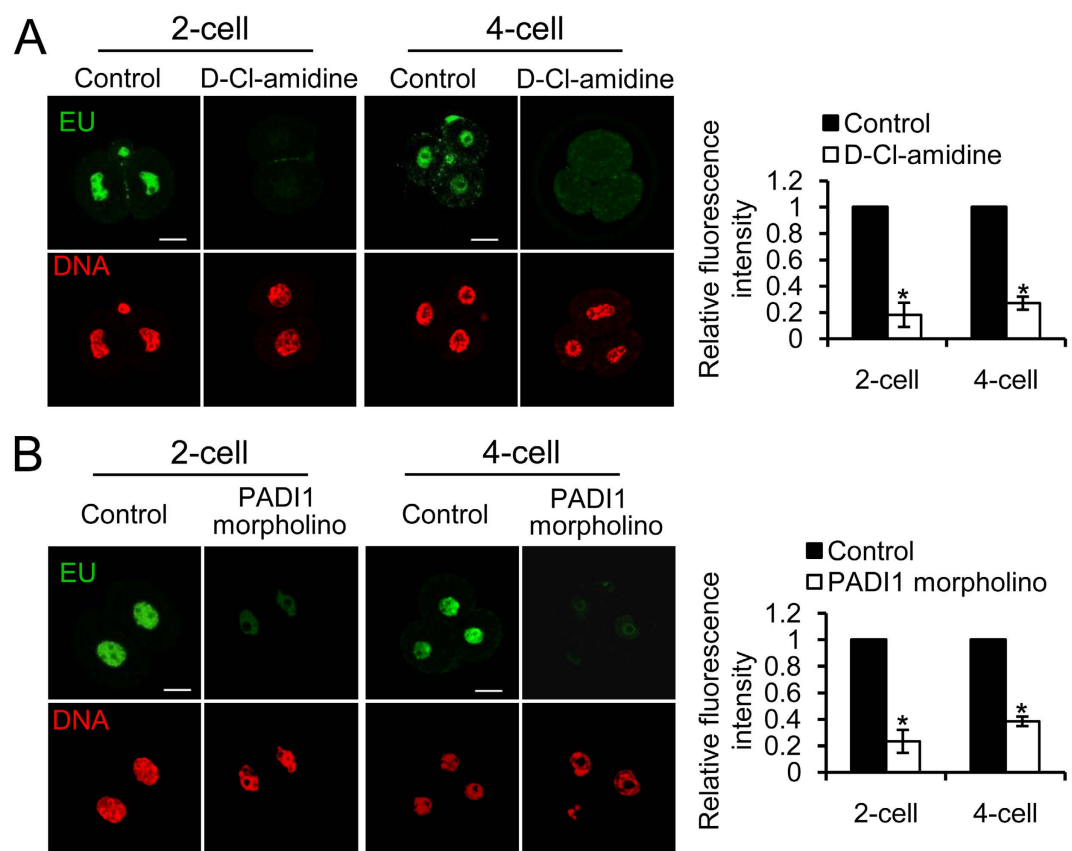 A
2-cell
4-cell
Control
D-Cl-amidine
Control
D-Cl-amidine
EU
DNA
Control
D-Cl-amidine
Relative fluorescence
intensity
1.2
1
0.8
0.6
0.4
0.2
0
*
*
2-cell
4-cell
B
2-cell
4-cell
Control
PADI1
morpholino
Control
PADI1
morpholino
EU
DNA
Control
PADI1 morpholino
Relative fluorescence
intensity
1.2
1
0.8
0.6
0.4
0.2
0
*
*
2-cell
4-cell